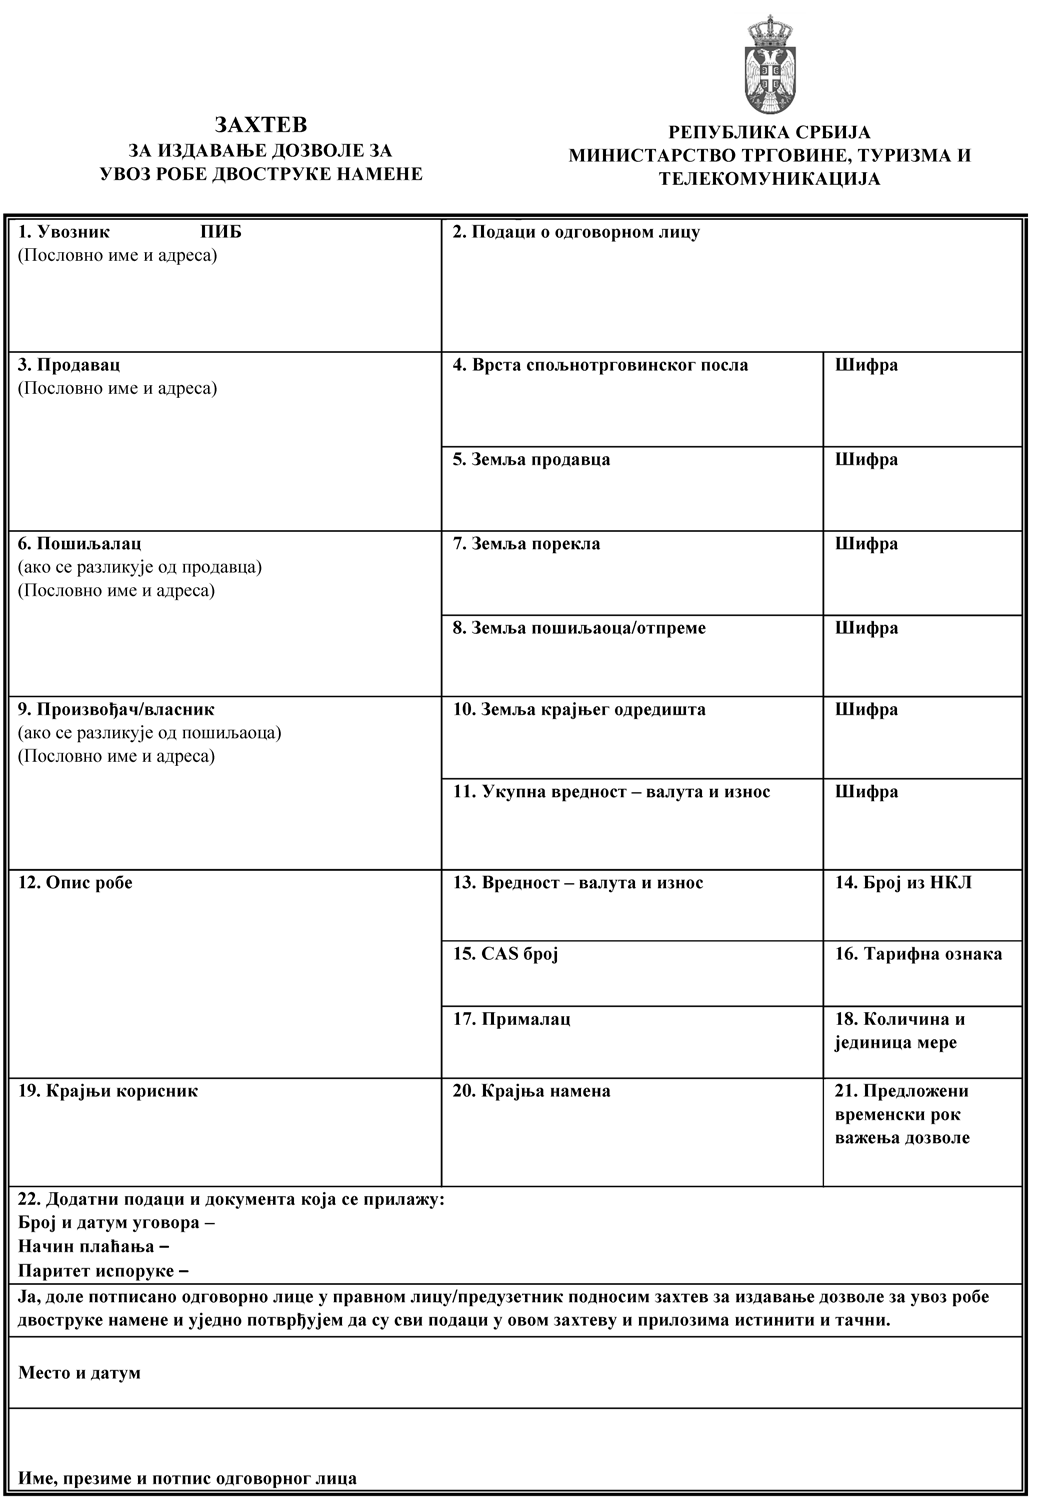 ЗАХТЕВ
ЗА ИЗДАВАЊЕ ДОЗВОЛЕ ЗА
УВОЗ РОБЕ ДВОСТРУКЕ НАМЕНЕ
РЕПУБЛИКА СРБИЈА
МИНИСТАРСТВО ТРГОВИНЕ, ТУРИЗМА И
ТЕЛЕКОМУНИКАЦИЈА
1. Увозник ПИБ
(Пословно име и адреса)
2. Подаци о одговорном лицу
3. Продавац
(Пословно име и адреса)
4. Врста спољнотрговинског посла
Шифра
5. Земља продавца
Шифра
6. Пошиљалац
(ако се разликује од продавца)
(Пословно име и адреса)
7. Земља порекла
Шифра
8. Земља пошиљаоца/отпреме
Шифра
9. Произвођач/власник
(ако се разликује од пошиљаоца)
(Пословно име и адреса)
10. Земља крајњег одредишта
Шифра
11. Укупна вредност – валута и износ
Шифра
12. Опис робе
13. Вредност – валута и износ
14. Број из НКЛ
15. CAS број
16. Тарифна ознака
17. Прималац
18. Количина и
јединица мере
19. Крајњи корисник
20. Крајња намена
21. Предложени
временски рок
важења дозволе
22. Додатни подаци и документа која се прилажу:
Број и датум уговора –
Начин плаћања –
Паритет испоруке –
Ја, доле потписано одговорно лице у правном лицу/предузетник подносим захтев за издавање дозволе за увоз робе
двоструке намене и уједно потврђујем да су сви подаци у овом захтеву и прилозима истинити и тачни.
Место и датум
Име, презиме и потпис одговорног лица